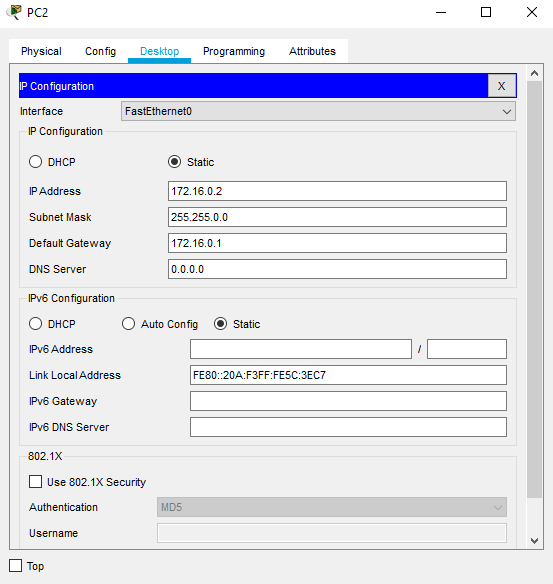 PC2
Physical Config Desktop Programming Attributes
IP Configuration X
Interface FastEthernet0
IP Configuration
DHCP Static
IP Address 172.16.0.2
Subnet Mask 255.255.0.0
Default Gateway 172.16.0.1
DNS Server 0.0.0.0
IPv6 Configuration
DHCP Auto Config Static
IPv6 Address /
Link Local Address FE80::20A:F3FF:FE5C:3EC7
IPv6 Gateway
IPv6 DNS Server
802.1X
Use 802.1X Security
Authentication MD5
Username
Top